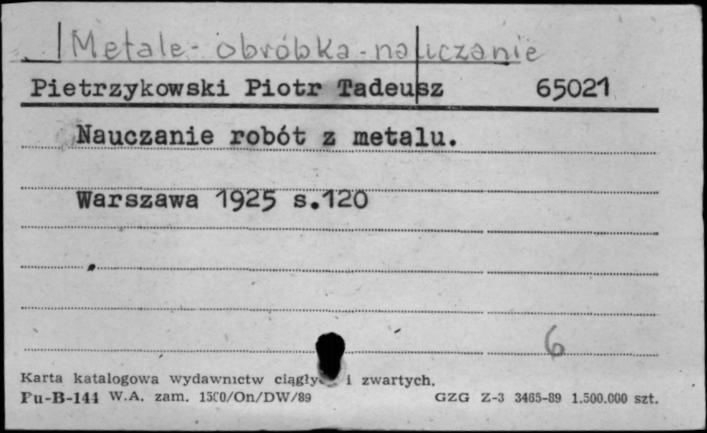 Metale - obróbka - nauczanie
Pietrzykowski Piotr Tadeusz 65021
Nauczanie robót z metalu.
Warszawa 1925 s.120
6
Karta katalogowa wydawnictw ciągły i zwartych.
Pu-B-144 W.A. zam. 1500/On/DW/89 GZG Z-3 3465-89 1.500.000 szt.